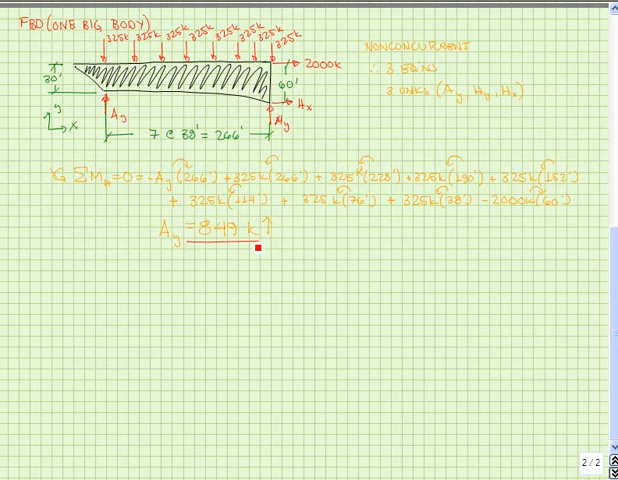 FBD (ONE BIG BODY)
325k 325k 325k 325k 325k 325k 325k 325k
2000k
30'
60'
Hx
Ay
Hy
y
x
7 @ 38' = 266'
NONCONCURRENT
∴ 3 EQNS
3 UNKS (Ay, Hy, Hx)
ΣMH = 0 = -Ay(266') + 325k(266') + 325k(228') + 325k(190') + 325k(152')
+ 325k(114') + 325k(76') + 325k(38') - 2000k(60')
Ay = 849 k ↑
2 / 2